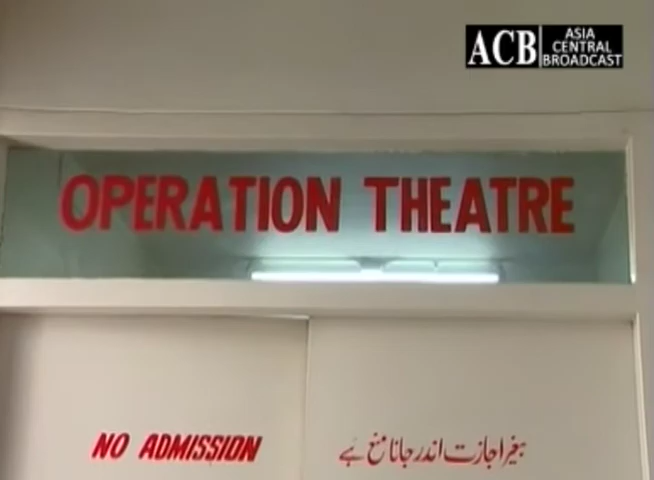 ACB ASIA
CENTRAL
BROADCAST
OPERATION THEATRE
NO ADMISSION
بغیر اجازت اندر جانا منع ہے